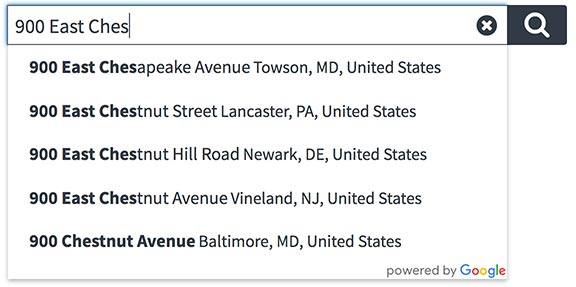 900 East Ches
900 East Chesapeake Avenue Towson, MD, United States
900 East Chestnut Street Lancaster, PA, United States
900 East Chestnut Hill Road Newark, DE, United States
900 East Chestnut Avenue Vineland, NJ, United States
900 Chestnut Avenue Baltimore, MD, United States
powered by Google